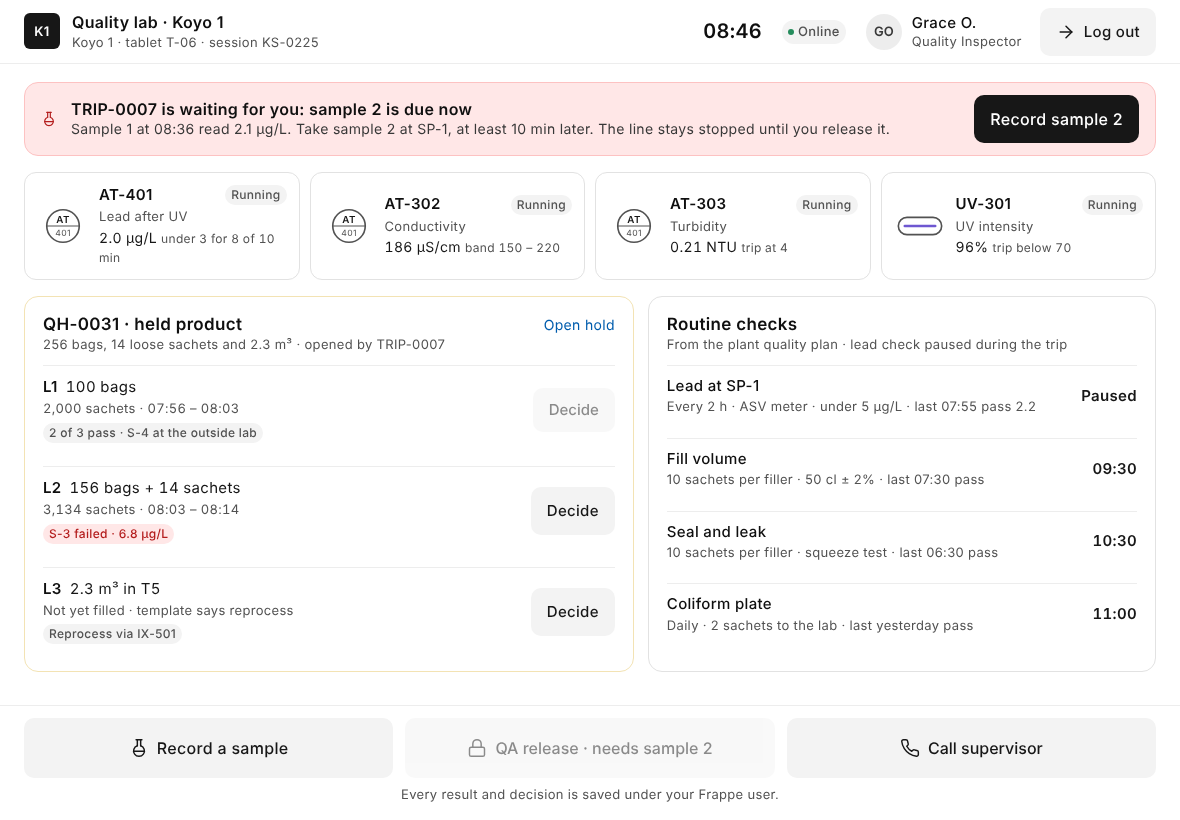 K1
Quality lab · Koyo 1
Koyo 1 · tablet T-06 · session KS-0225
08:46
Online
GO
Grace O.
Quality Inspector
Log out
TRIP-0007 is waiting for you: sample 2 is due now
Sample 1 at 08:36 read 2.1 µg/L. Take sample 2 at SP-1, at least 10 min later. The line stays stopped until you release it.
Record sample 2
AT
401
AT-401
Running
Lead after UV
2.0 µg/L under 3 for 8 of 10
min
AT
401
AT-302
Running
Conductivity
186 µS/cm band 150 – 220
AT
401
AT-303
Running
Turbidity
0.21 NTU trip at 4
UV-301
Running
UV intensity
96% trip below 70
QH-0031 · held product
Open hold
256 bags, 14 loose sachets and 2.3 m³ · opened by TRIP-0007
L1 100 bags
2,000 sachets · 07:56 – 08:03
2 of 3 pass · S-4 at the outside lab
Decide
L2 156 bags + 14 sachets
3,134 sachets · 08:03 – 08:14
S-3 failed · 6.8 µg/L
Decide
L3 2.3 m³ in T5
Not yet filled · template says reprocess
Reprocess via IX-501
Decide
Routine checks
From the plant quality plan · lead check paused during the trip
Lead at SP-1
Every 2 h · ASV meter · under 5 µg/L · last 07:55 pass 2.2
Paused
Fill volume
10 sachets per filler · 50 cl ± 2% · last 07:30 pass
09:30
Seal and leak
10 sachets per filler · squeeze test · last 06:30 pass
10:30
Coliform plate
Daily · 2 sachets to the lab · last yesterday pass
11:00
Record a sample
QA release · needs sample 2
Call supervisor
Every result and decision is saved under your Frappe user.